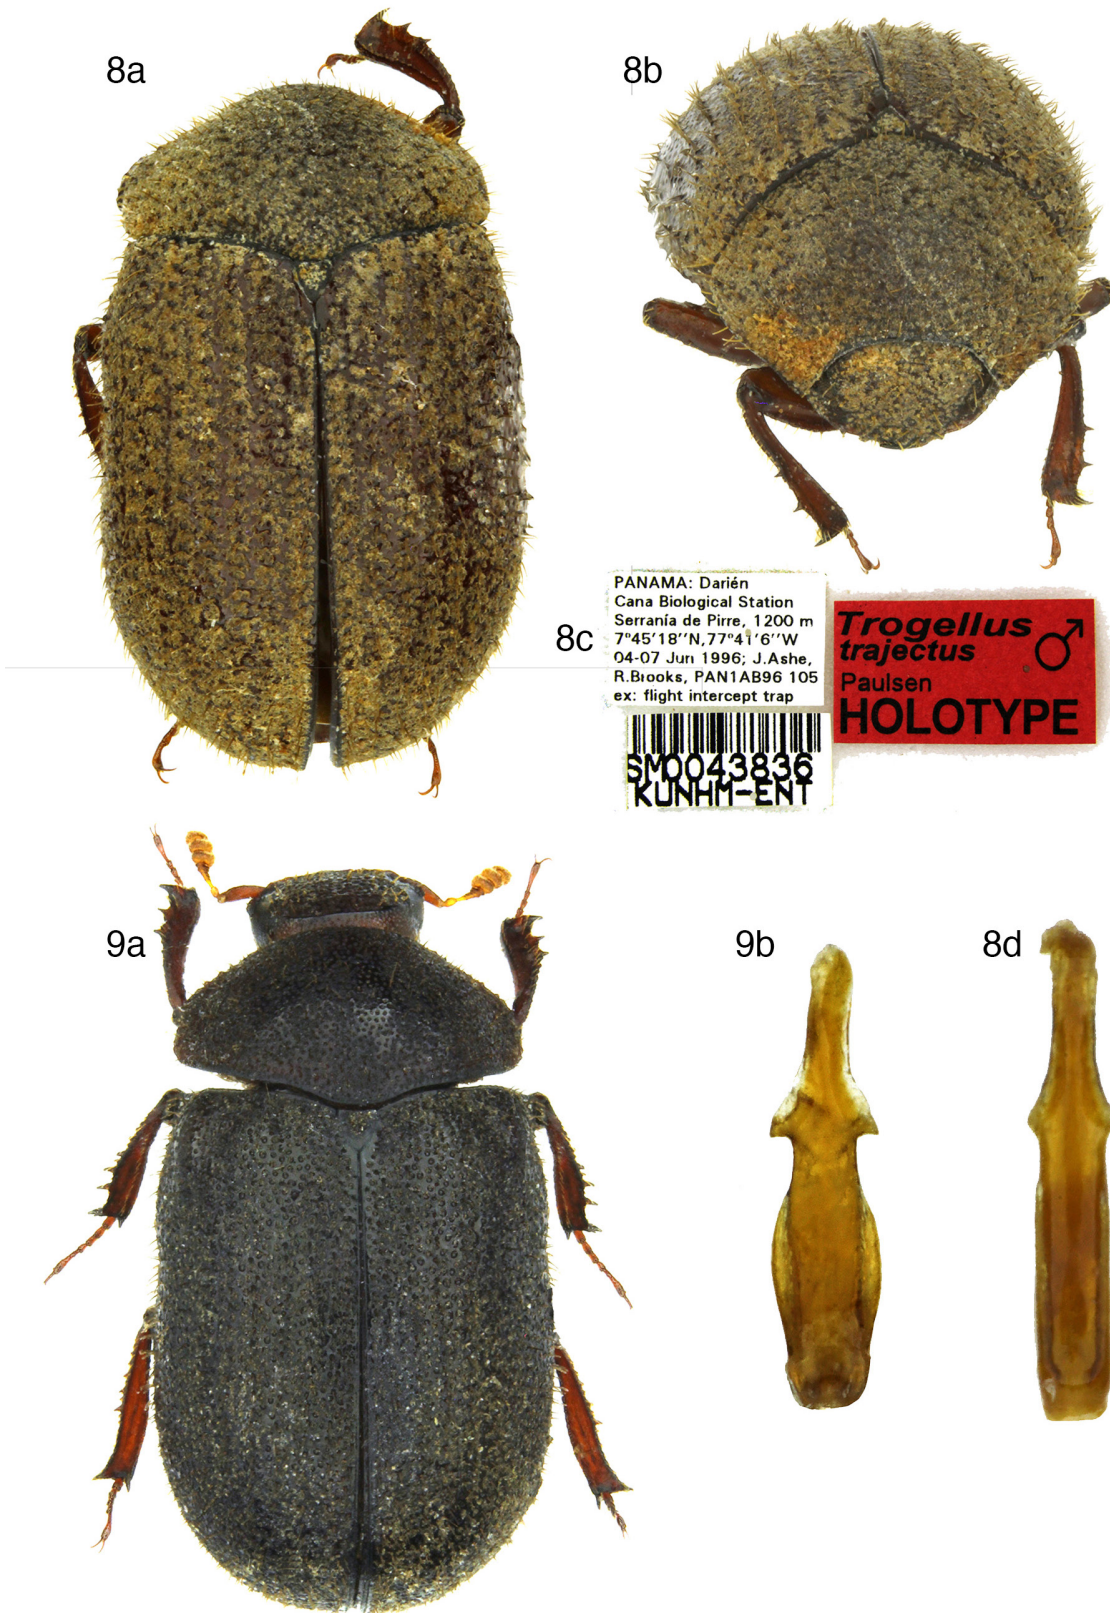 8a
8b
8c
PANAMA: Darién
Cana Biological Station
Serranía de Pirre, 1200 m
7°45'18''N,77°41'6''W
04-07 Jun 1996; J.Ashe,
R.Brooks, PAN1AB96 105
ex: flight intercept trap
Trogellus ♂
trajectus
Paulsen
HOLOTYPE
SM0043836
KUNHM-ENT
9a
9b
8d